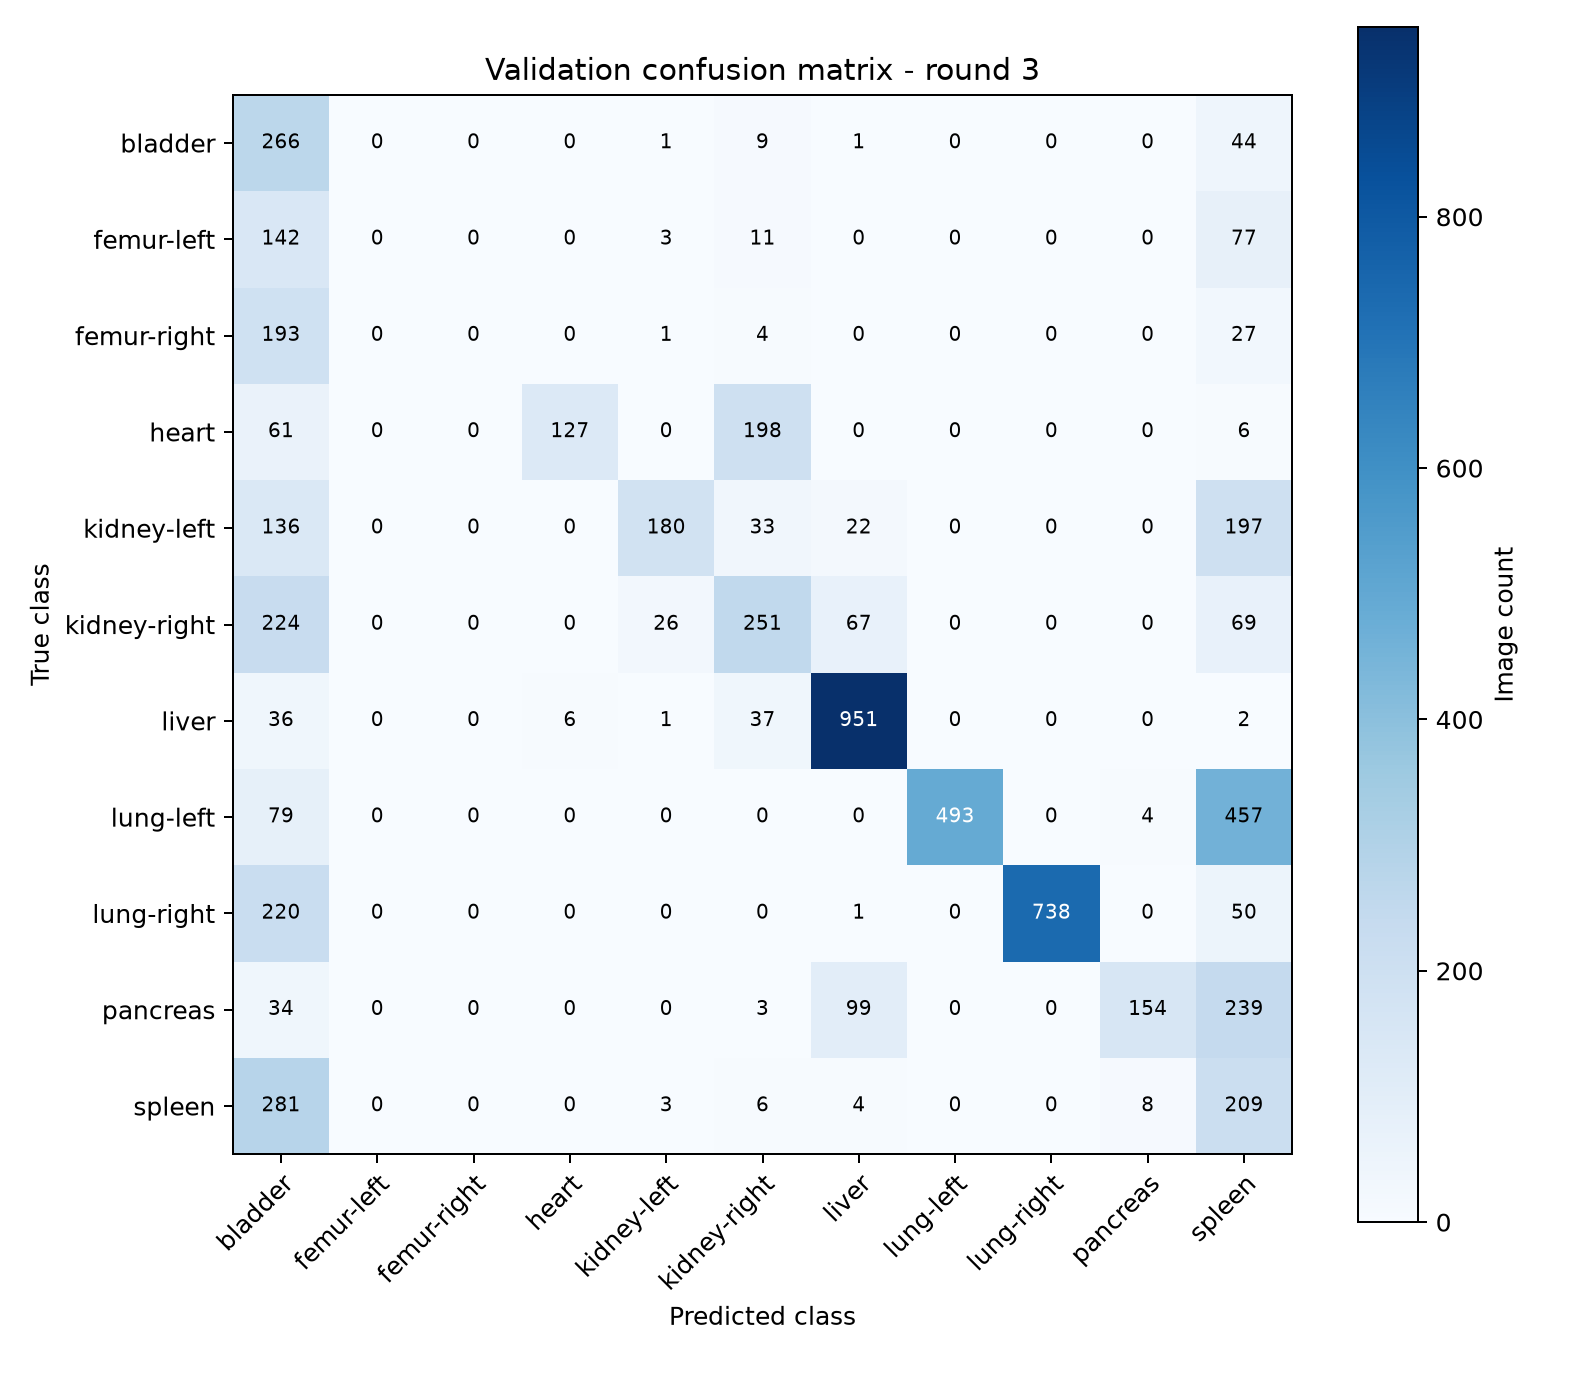 Validation confusion matrix - round 3
bladder 266 0 0 0 1 9 1 0 0 0 44
femur-left 142 0 0 0 3 11 0 0 0 0 77
femur-right 193 0 0 0 1 4 0 0 0 0 27
heart 61 0 0 127 0 198 0 0 0 0 6
kidney-left 136 0 0 0 180 33 22 0 0 0 197
kidney-right 224 0 0 0 26 251 67 0 0 0 69
liver 36 0 0 6 1 37 951 0 0 0 2
lung-left 79 0 0 0 0 0 0 493 0 4 457
lung-right 220 0 0 0 0 0 1 0 738 0 50
pancreas 34 0 0 0 0 3 99 0 0 154 239
spleen 281 0 0 0 3 6 4 0 0 8 209
True class
bladder femur-left femur-right heart kidney-left kidney-right liver lung-left lung-right pancreas spleen
Predicted class
800
600
400
200
0
Image count